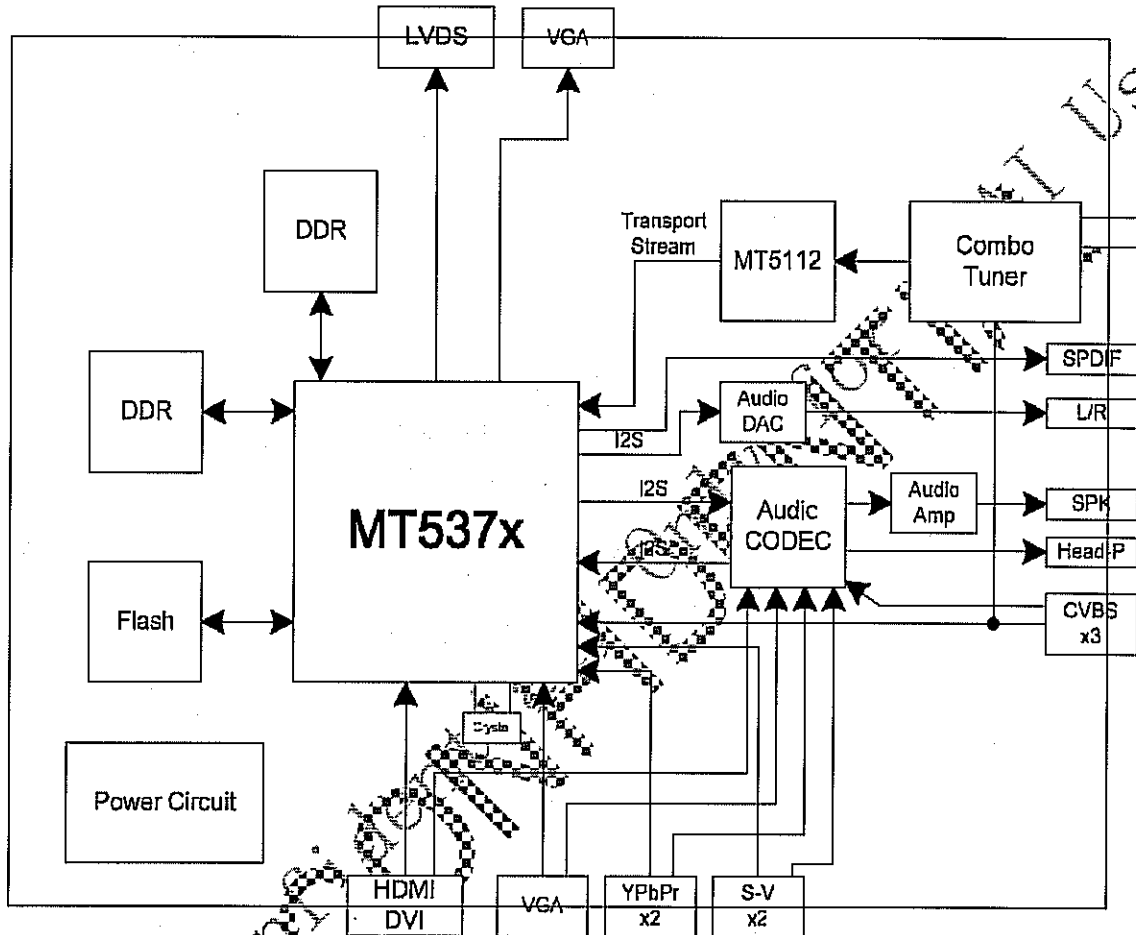 LVDS
VGA
DDR
Transport
Stream
MT5112
Combo
Tuner
DDR
SPDIF
Audio
DAC
L/R
I2S
MT537x
I2S
Audio
CODEC
Audio
Amp
SPK
I2S
Head-P
Flash
CVBS
x3
Power Circuit
HDMI
DVI
VGA
YPbPr
x2
S-V
x2